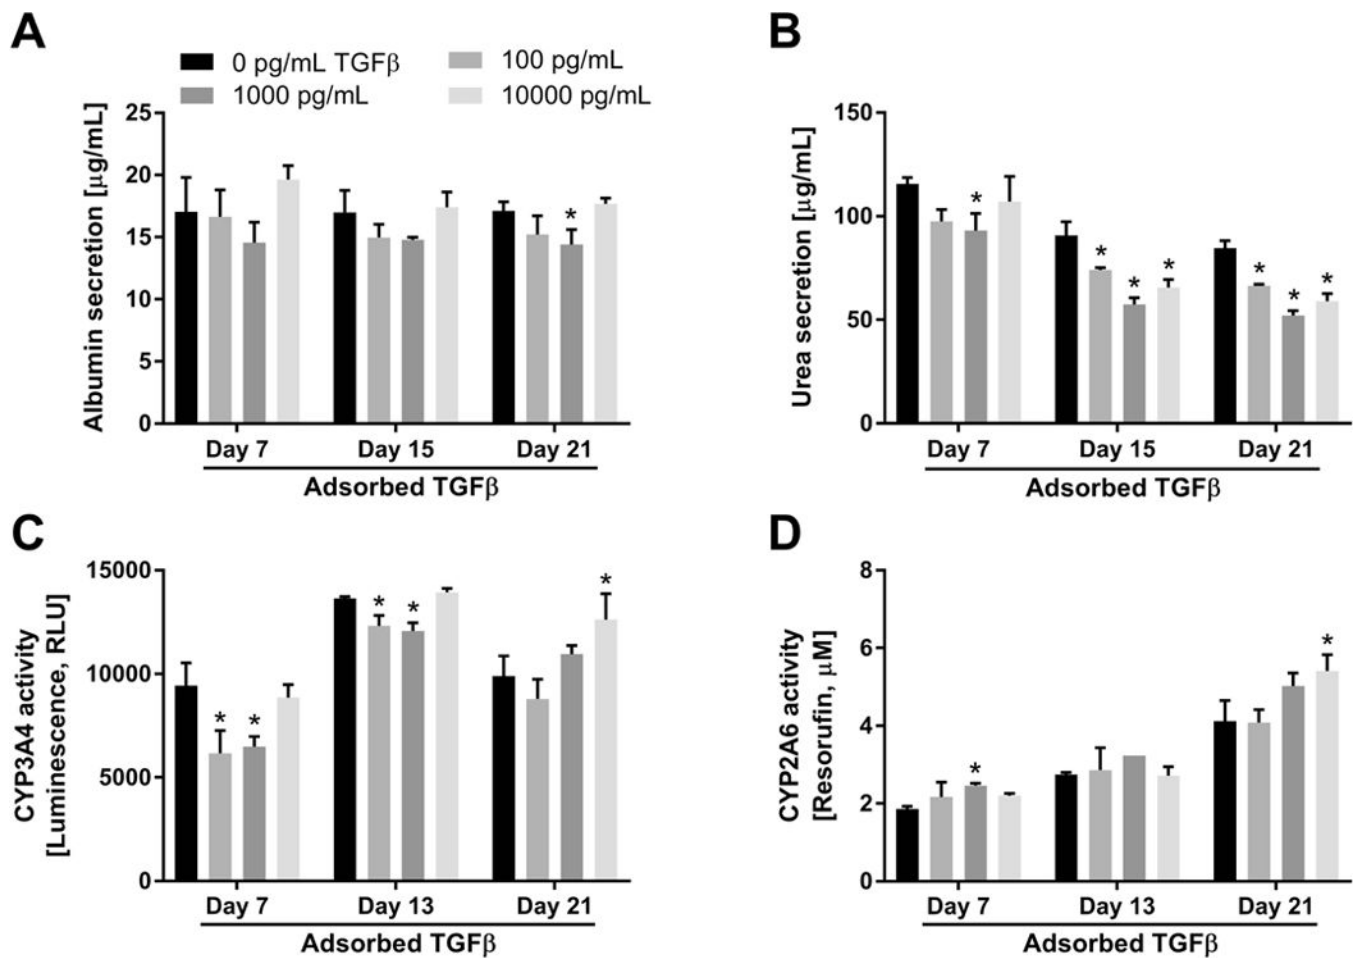 A
0 pg/mL TGFβ
100 pg/mL
1000 pg/mL
10000 pg/mL
Albumin secretion [μg/mL]
25
20
15
10
5
0
*
Day 7 Day 15 Day 21
Adsorbed TGFβ
B
Urea secretion [μg/mL]
150
100
50
0
*
* * *
* * *
Day 7 Day 15 Day 21
Adsorbed TGFβ
C
CYP3A4 activity
[Luminescence, RLU]
15000
10000
5000
0
* *
* *
*
Day 7 Day 13 Day 21
Adsorbed TGFβ
D
CYP2A6 activity
[Resorufin, μM]
8
6
4
2
0
*
*
Day 7 Day 13 Day 21
Adsorbed TGFβ